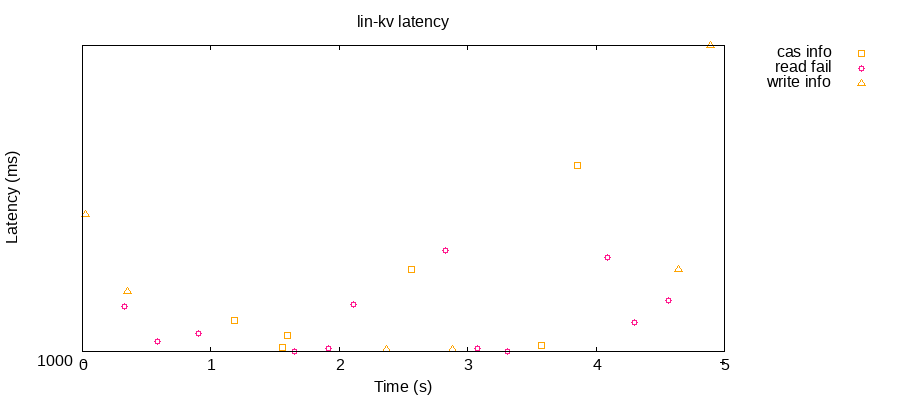 lin-kv latency
cas info
read fail
write info
Latency (ms)
1000
0 1 2 3 4 5
Time (s)